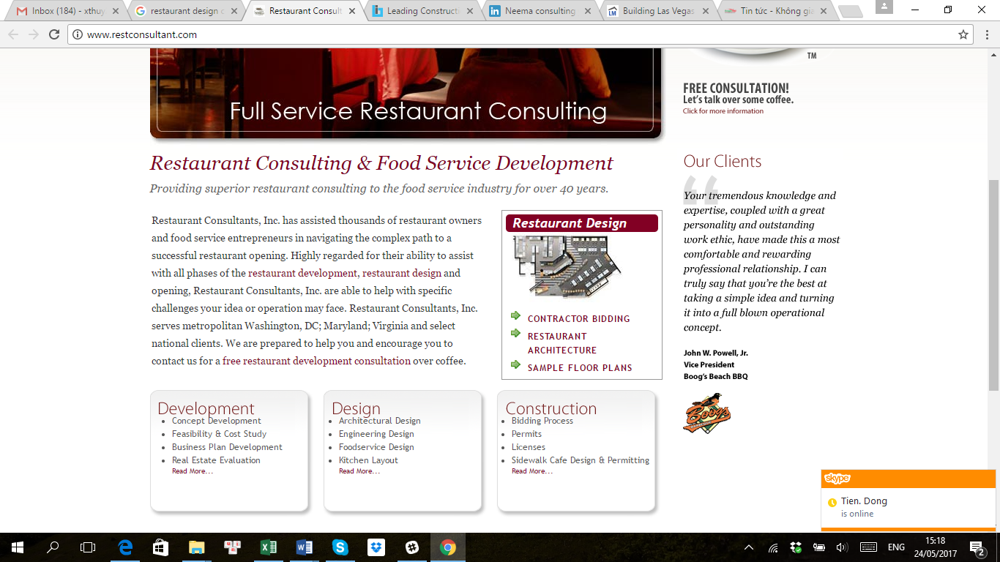 Inbox (184) - xthuy
restaurant design c
Restaurant Consult
Leading Constructi
Neema consulting
Building Las Vegas
Tin tức - Không gia
www.restconsultant.com
Full Service Restaurant Consulting
TM
FREE CONSULTATION!
Let's talk over some coffee.
Click for more information
Restaurant Consulting & Food Service Development
Providing superior restaurant consulting to the food service industry for over 40 years.
Restaurant Consultants, Inc. has assisted thousands of restaurant owners
and food service entrepreneurs in navigating the complex path to a
successful restaurant opening. Highly regarded for their ability to assist
with all phases of the restaurant development, restaurant design and
opening, Restaurant Consultants, Inc. are able to help with specific
challenges your idea or operation may face. Restaurant Consultants, Inc.
serves metropolitan Washington, DC; Maryland; Virginia and select
national clients. We are prepared to help you and encourage you to
contact us for a free restaurant development consultation over coffee.
Restaurant Design
CONTRACTOR BIDDING
RESTAURANT
ARCHITECTURE
SAMPLE FLOOR PLANS
Our Clients
“
Your tremendous knowledge and
expertise, coupled with a great
personality and outstanding
work ethic, have made this a most
comfortable and rewarding
professional relationship. I can
truly say that you're the best at
taking a simple idea and turning
it into a full blown operational
concept.
John W. Powell, Jr.
Vice President
Boog's Beach BBQ
Boogs
Development
Concept Development
Feasibility & Cost Study
Business Plan Development
Real Estate Evaluation
Read More...
Design
Architectural Design
Engineering Design
Foodservice Design
Kitchen Layout
Read More...
Construction
Bidding Process
Permits
Licenses
Sidewalk Cafe Design & Permitting
Read More...
skype
Tien. Dong
is online
ENG
15:18
24/05/2017
2